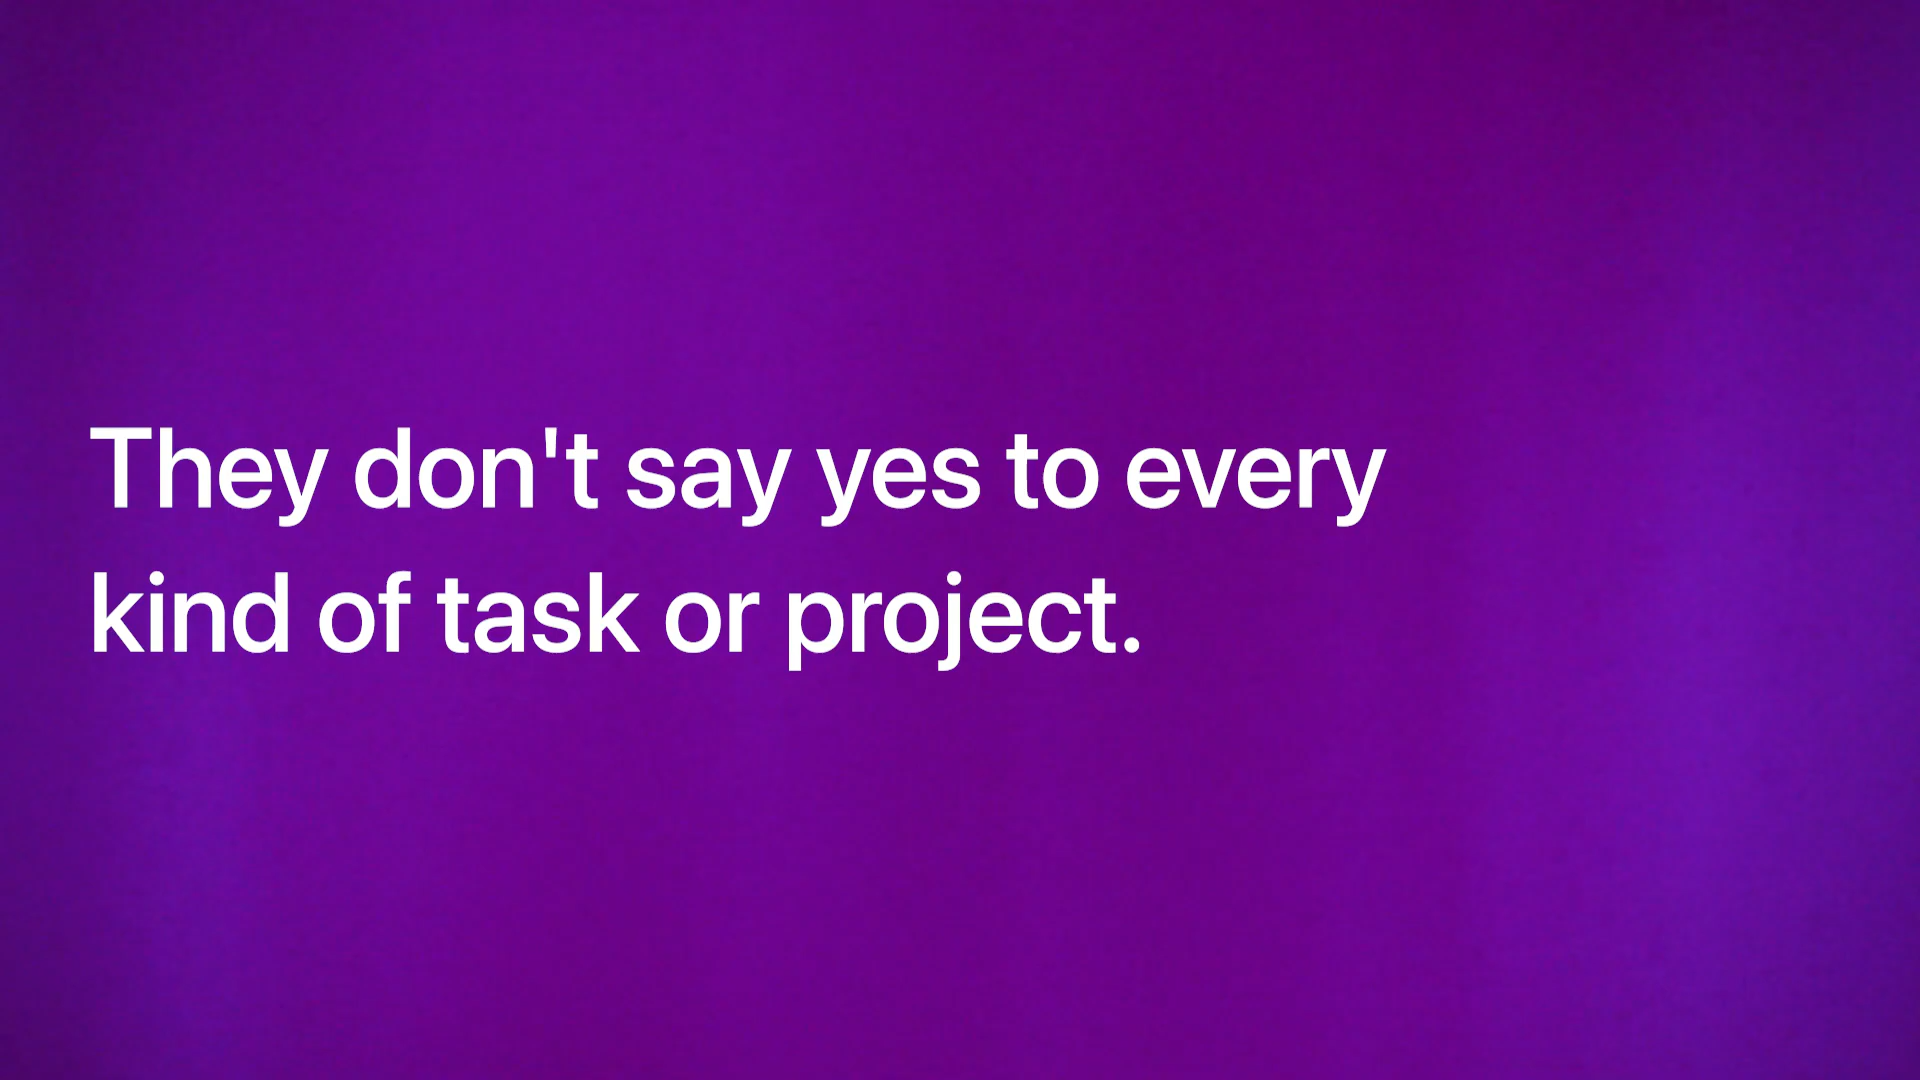 They don't say yes to every
kind of task or project.